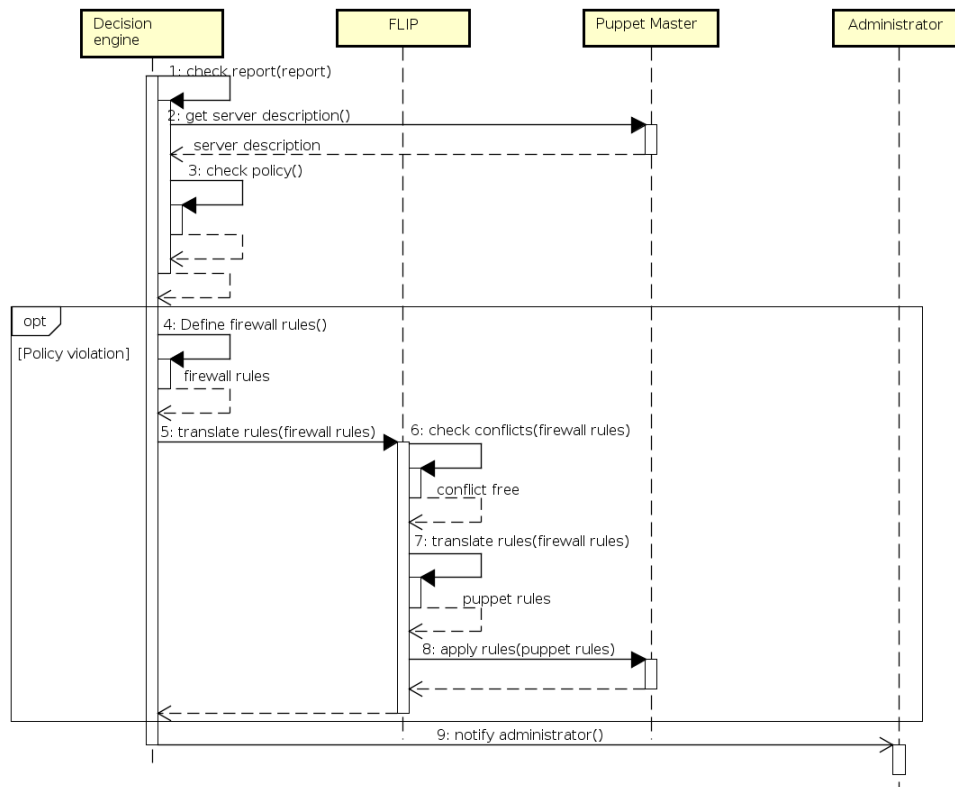 Decision
engine
FLIP
Puppet Master
Administrator
1: check report(report)
2: get server description()
server description
3: check policy()
opt
[Policy violation]
4: Define firewall rules()
firewall rules
5: translate rules(firewall rules)
6: check conflicts(firewall rules)
conflict free
7: translate rules(firewall rules)
puppet rules
8: apply rules(puppet rules)
9: notify administrator()